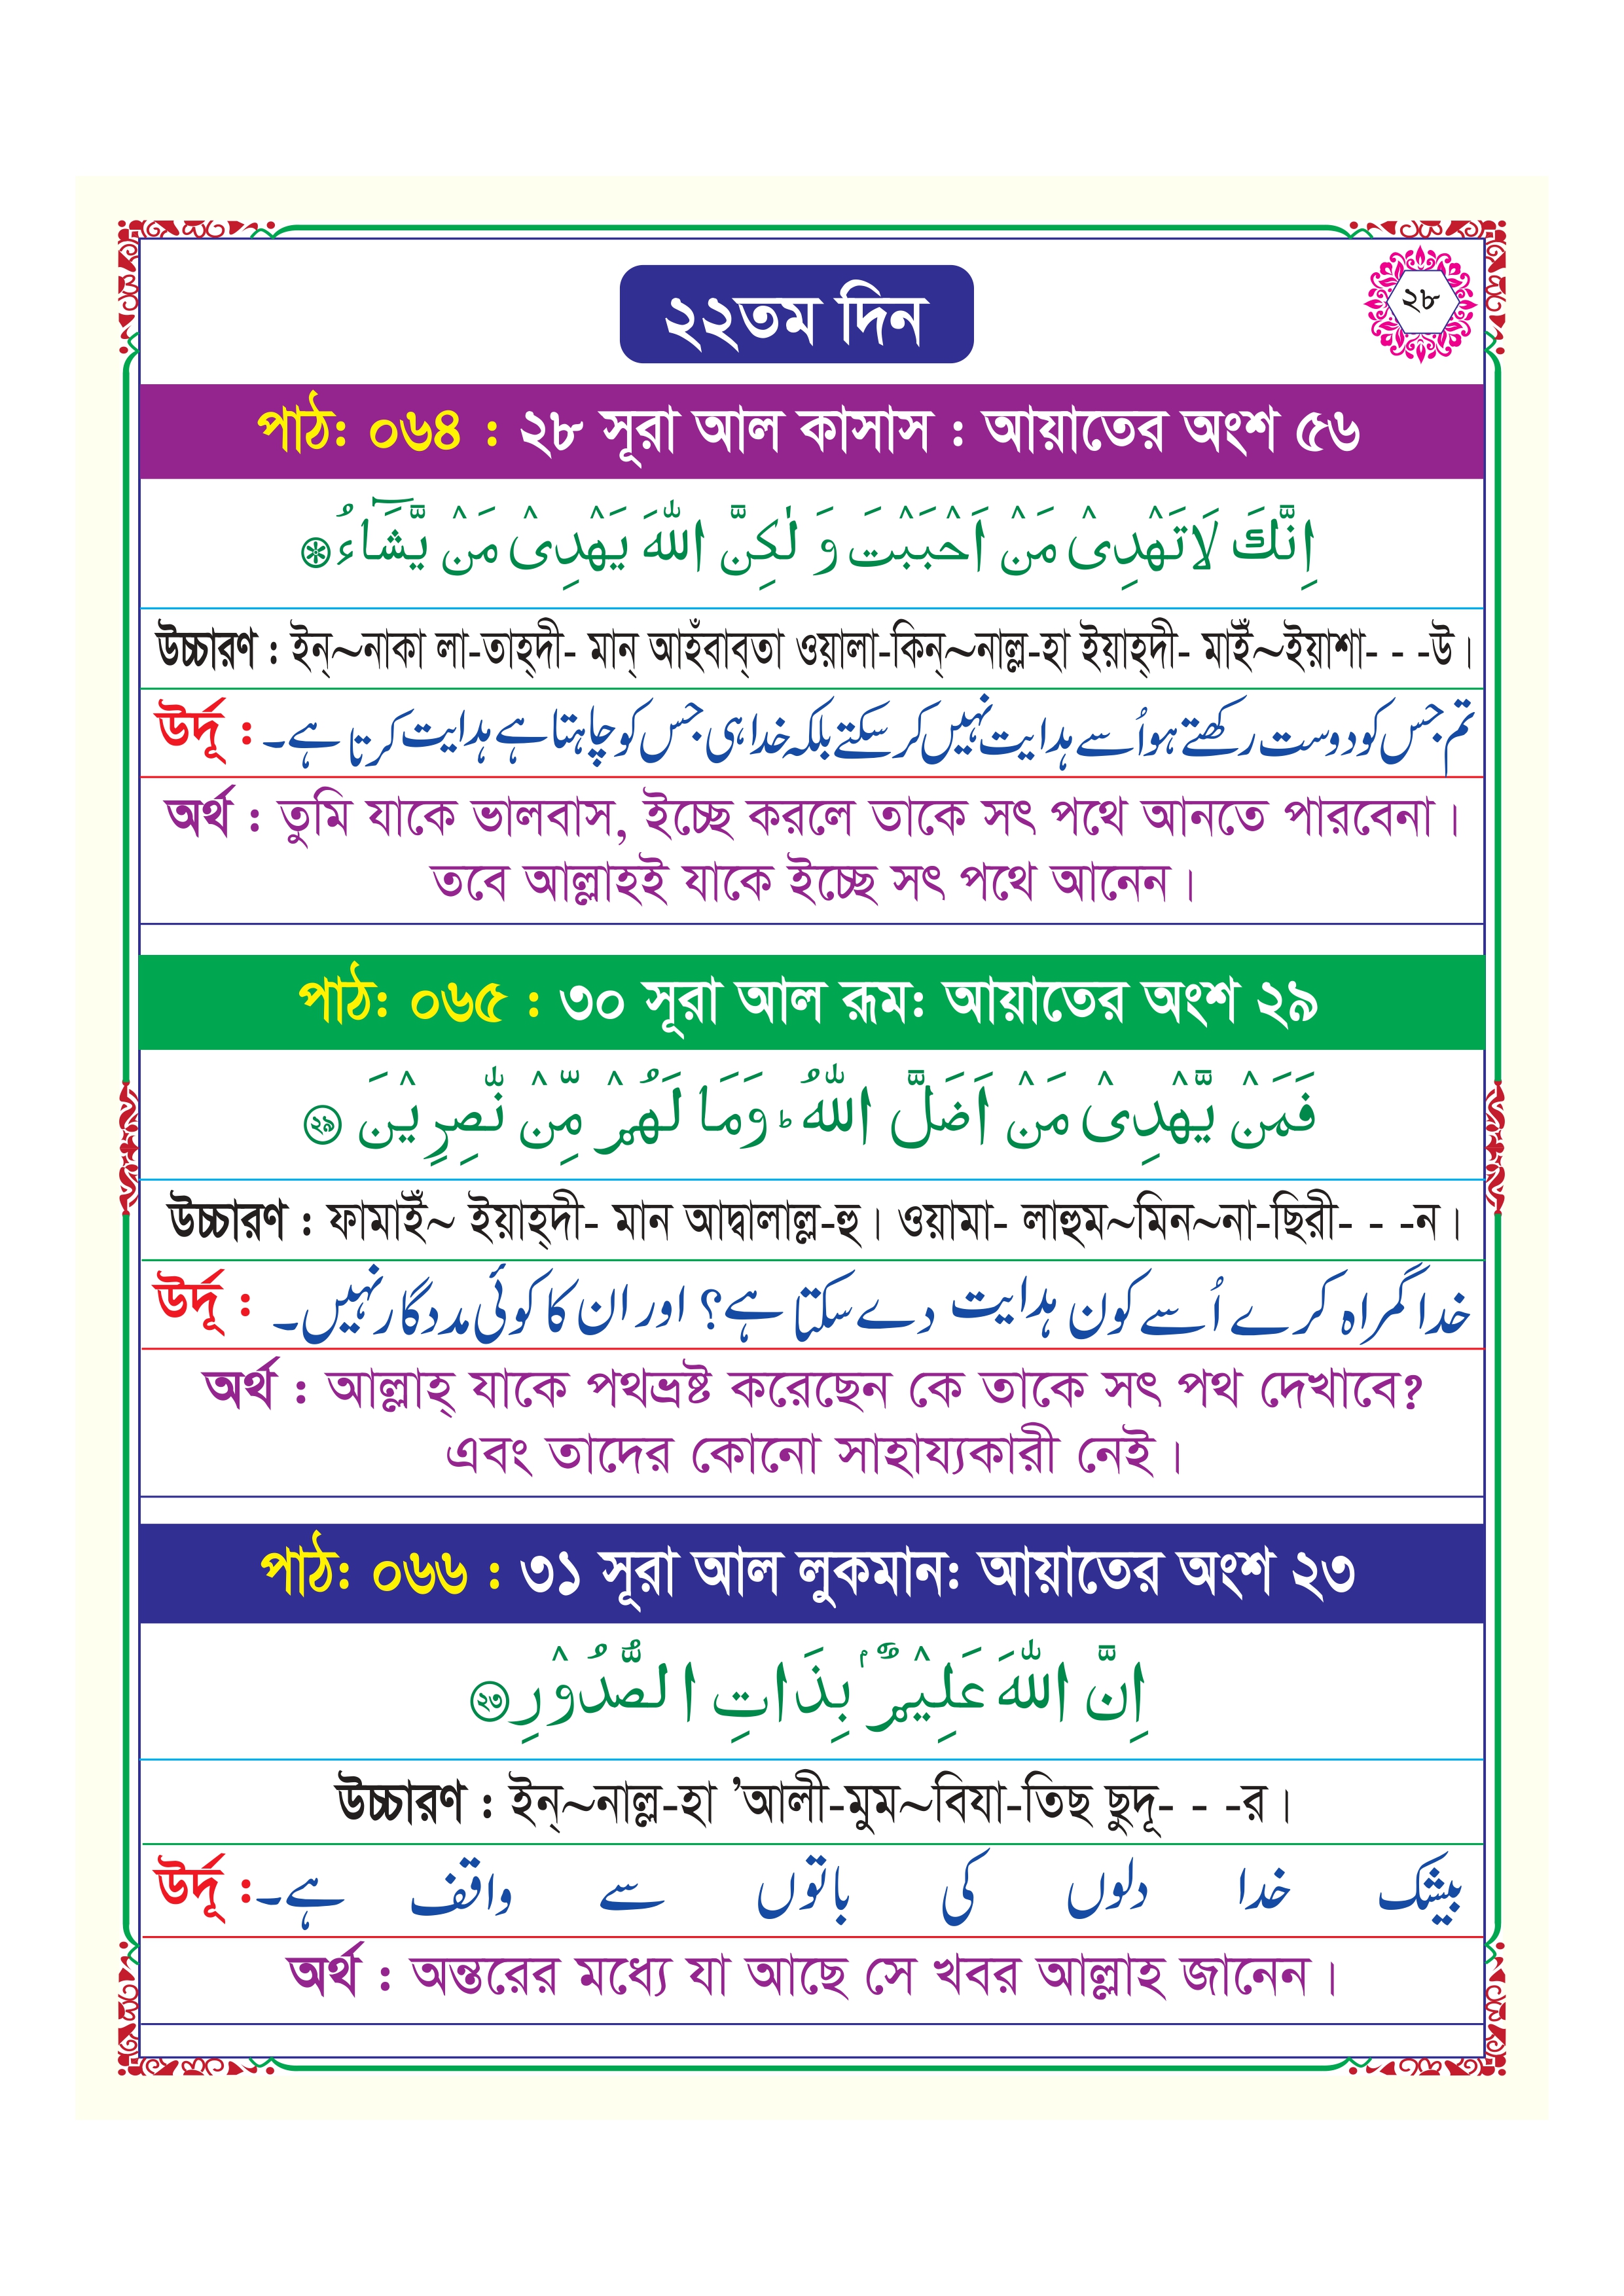 ২২তম দিন
২৮
পাঠ: ০৬৪ : ২৮ সূরা আল কাসাস : আয়াতের অংশ ৫৬
اِنَّكَ لَاتَهْدِىْ مَنْ اَحْبَبْتَ وَ لٰكِنَّ اللّٰهَ يَهْدِىْ مَنْ يَّشَآءُ
উচ্চারণ : ইন্~নাকা লা-তাহ্দী- মান্ আহঁবাব্তা ওয়ালা-কিন্~নাল্ল-হা ইয়াহ্দী- মাইঁ~ইয়াশা- - -উ।
উর্দূ : تم جس کو دوست رکھتے ہو اُسے ہدایت نہیں کر سکتے بلکہ خدا ہی جس کو چاہتا ہے ہدایت کرتا ہے۔
অর্থ : তুমি যাকে ভালবাস, ইচ্ছে করলে তাকে সৎ পথে আনতে পারবেনা।
তবে আল্লাহই যাকে ইচ্ছে সৎ পথে আনেন।
পাঠ: ০৬৫ : ৩০ সূরা আল রূম: আয়াতের অংশ ২৯
فَمَنْ يَّهْدِىْ مَنْ اَضَلَّ اللّٰهُ ؕ وَمَا لَهُمْ مِّنْ نّٰصِرِيْنَ ২৯
উচ্চারণ : ফামাইঁ~ ইয়াহ্দী- মান আদ্বালাল্ল-হু। ওয়ামা- লাহুম~মিন~না-ছিরী- - -ন।
উর্দূ : خدا گمراہ کرے اُسے کون ہدایت دے سکتا ہے؟ اور ان کا کوئی مددگار نہیں۔
অর্থ : আল্লাহ্ যাকে পথভ্রষ্ট করেছেন কে তাকে সৎ পথ দেখাবে?
এবং তাদের কোনো সাহায্যকারী নেই।
পাঠ: ০৬৬ : ৩১ সূরা আল লুকমান: আয়াতের অংশ ২৩
اِنَّ اللّٰهَ عَلِيْمٌۢ بِذَاتِ الصُّدُوْرِ ২৩
উচ্চারণ : ইন্~নাল্ল-হা ’আলী-মুম~বিযা-তিছ ছুদূ- - -র।
উর্দূ : بیشک خدا دلوں کی باتوں سے واقف ہے۔
অর্থ : অন্তরের মধ্যে যা আছে সে খবর আল্লাহ জানেন।